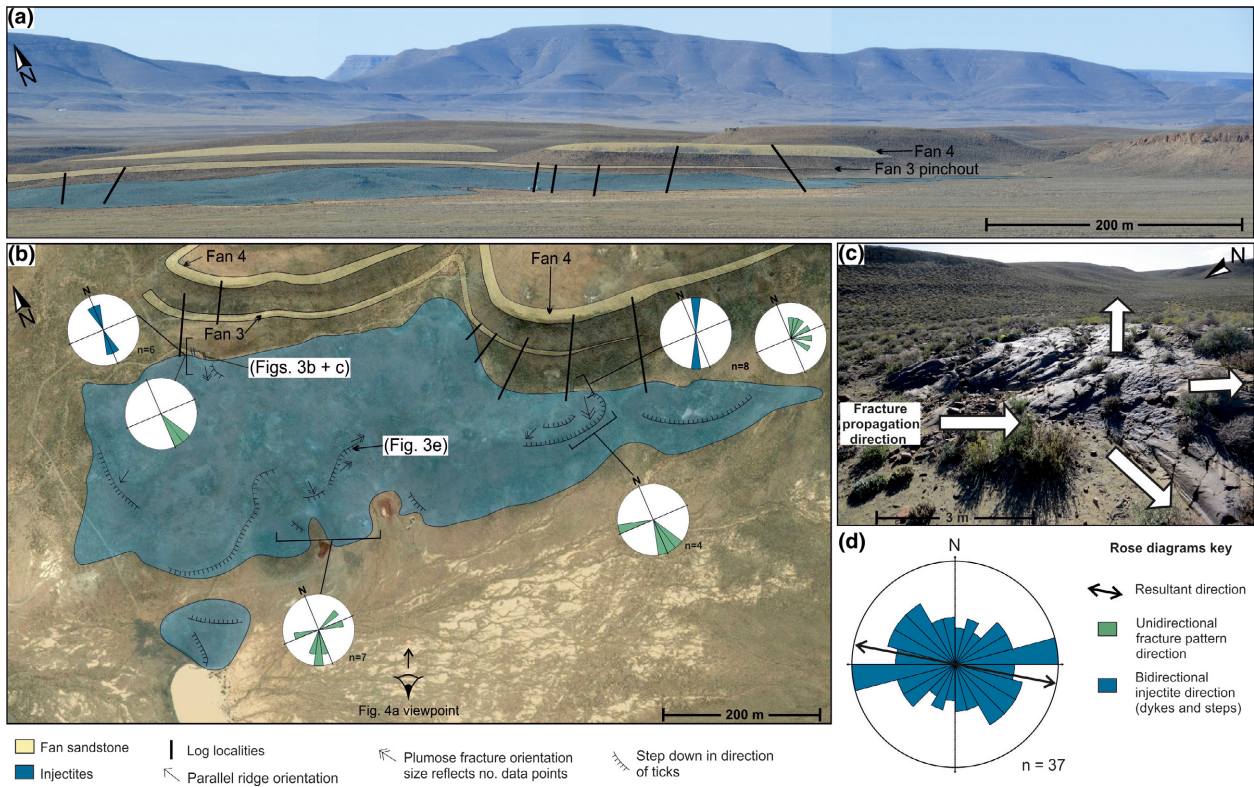 (a)
N
Fan 4
Fan 3 pinchout
200 m
(b)
N
Fan 4
Fan 4
Fan 3
N
n=6
(Figs. 3b + c)
N
n=8
(Fig. 3e)
N
n=4
N
n=7
Fig. 4a viewpoint
200 m
(c)
N
Fracture
propagation
direction
3 m
(d)
N
n = 37
Rose diagrams key
Resultant direction
Unidirectional
fracture pattern
direction
Bidirectional
injectite direction
(dykes and steps)
Fan sandstone
Injectites
Log localities
Parallel ridge orientation
Plumose fracture orientation
size reflects no. data points
Step down in direction
of ticks